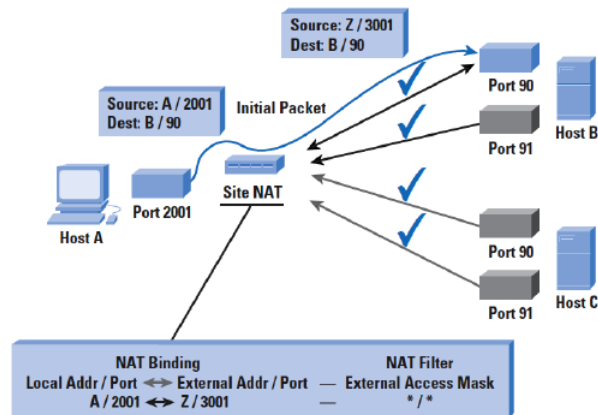 Source: Z / 3001
Dest: B / 90
Source: A / 2001
Dest: B / 90
Initial Packet
Port 90
Host B
Port 91
Site NAT
Port 2001
Host A
Port 90
Host C
Port 91
NAT Binding NAT Filter
Local Addr / Port ↔ External Addr / Port — External Access Mask
A / 2001 ↔ Z / 3001 — * / *